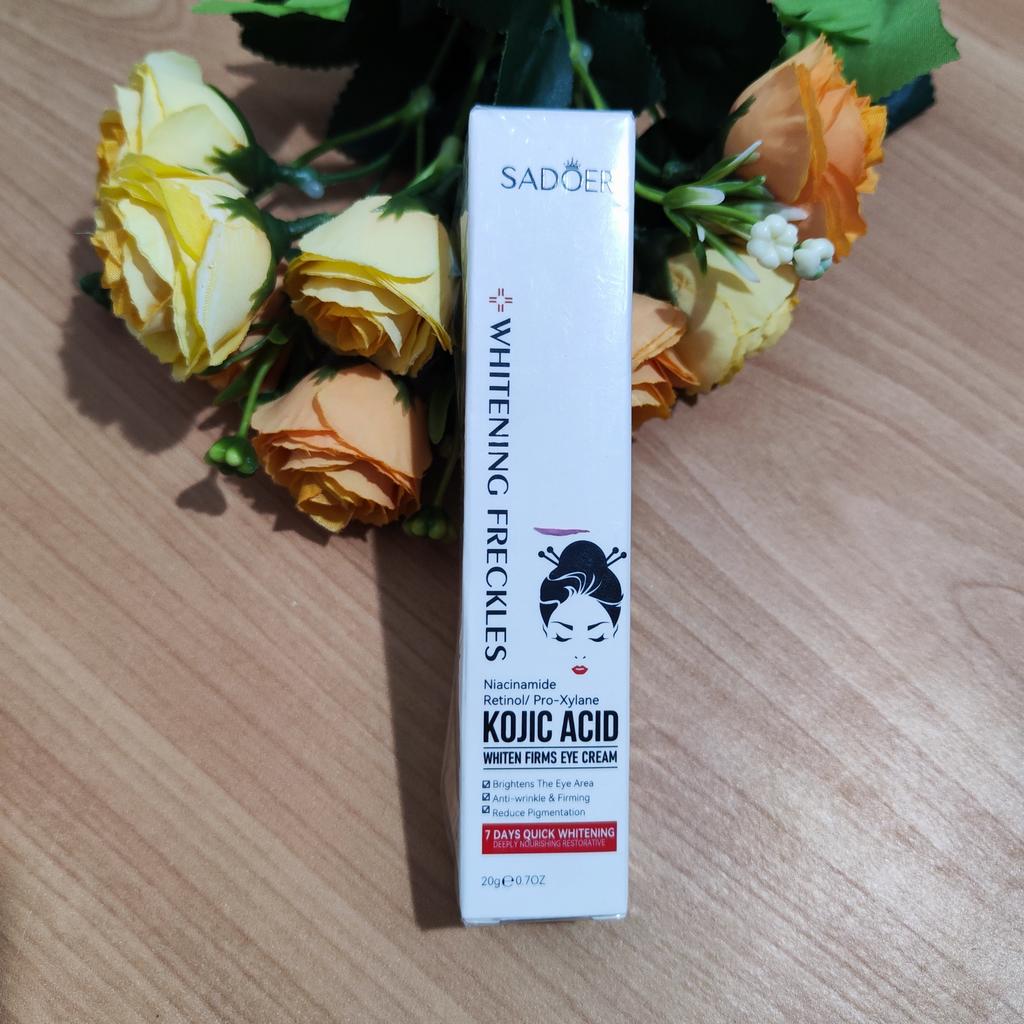 SADOER
WHITENING FRECKLES
Niacinamide
Retinol/ Pro-Xylane
KOJIC ACID
WHITEN FIRMS EYE CREAM
Brightens The Eye Area
Anti-wrinkle & Firming
Reduce Pigmentation
7 DAYS QUICK WHITENING
DEEPLY NOURISHING RESTORATIVE
20g℮0.7OZ